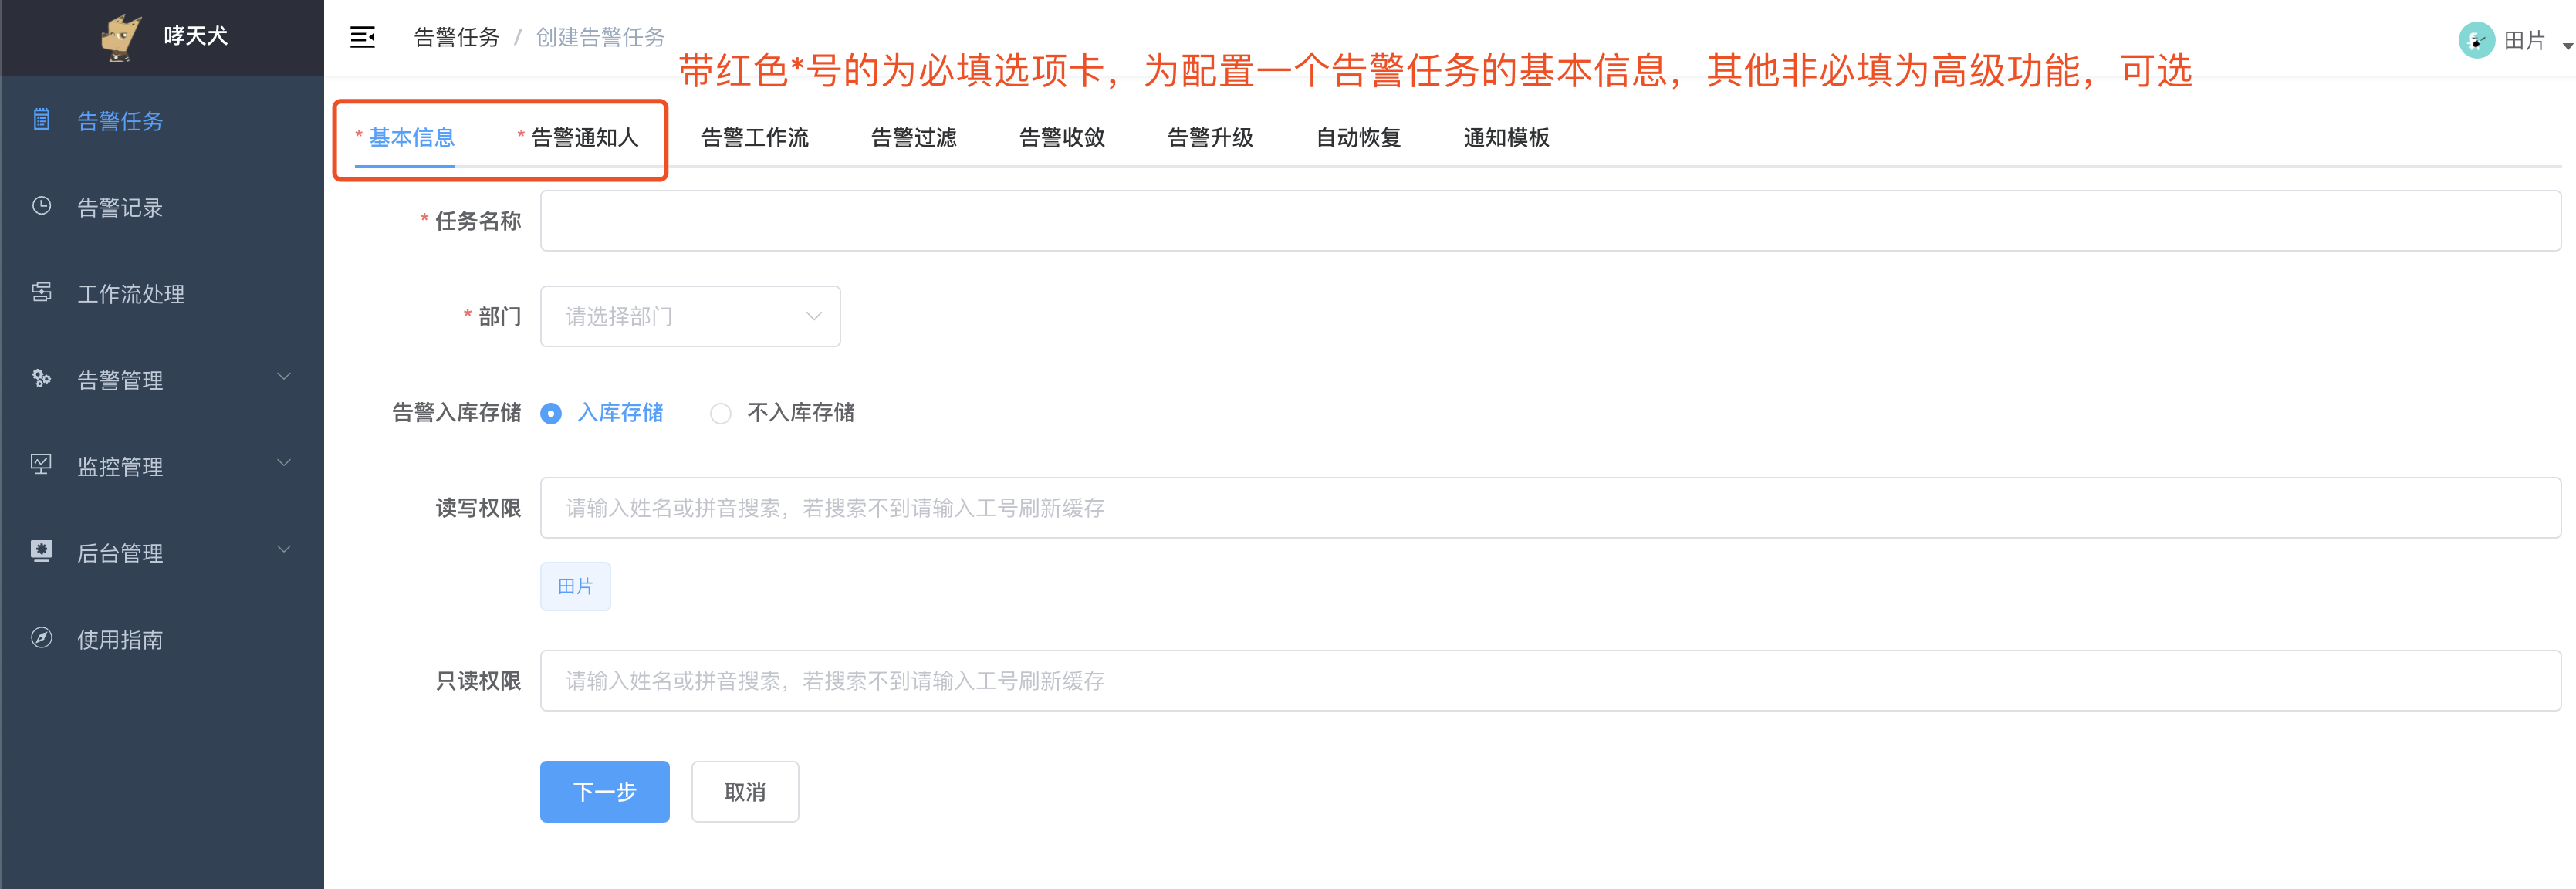 哮天犬
告警任务 / 创建告警任务
田片
带红色*号的为必填选项卡，为配置一个告警任务的基本信息，其他非必填为高级功能，可选
告警任务
告警记录
工作流处理
告警管理
监控管理
后台管理
使用指南
* 基本信息 * 告警通知人 告警工作流 告警过滤 告警收敛 告警升级 自动恢复 通知模板
* 任务名称
* 部门 请选择部门
告警入库存储 入库存储 不入库存储
读写权限 请输入姓名或拼音搜索，若搜索不到请输入工号刷新缓存
田片
只读权限 请输入姓名或拼音搜索，若搜索不到请输入工号刷新缓存
下一步 取消